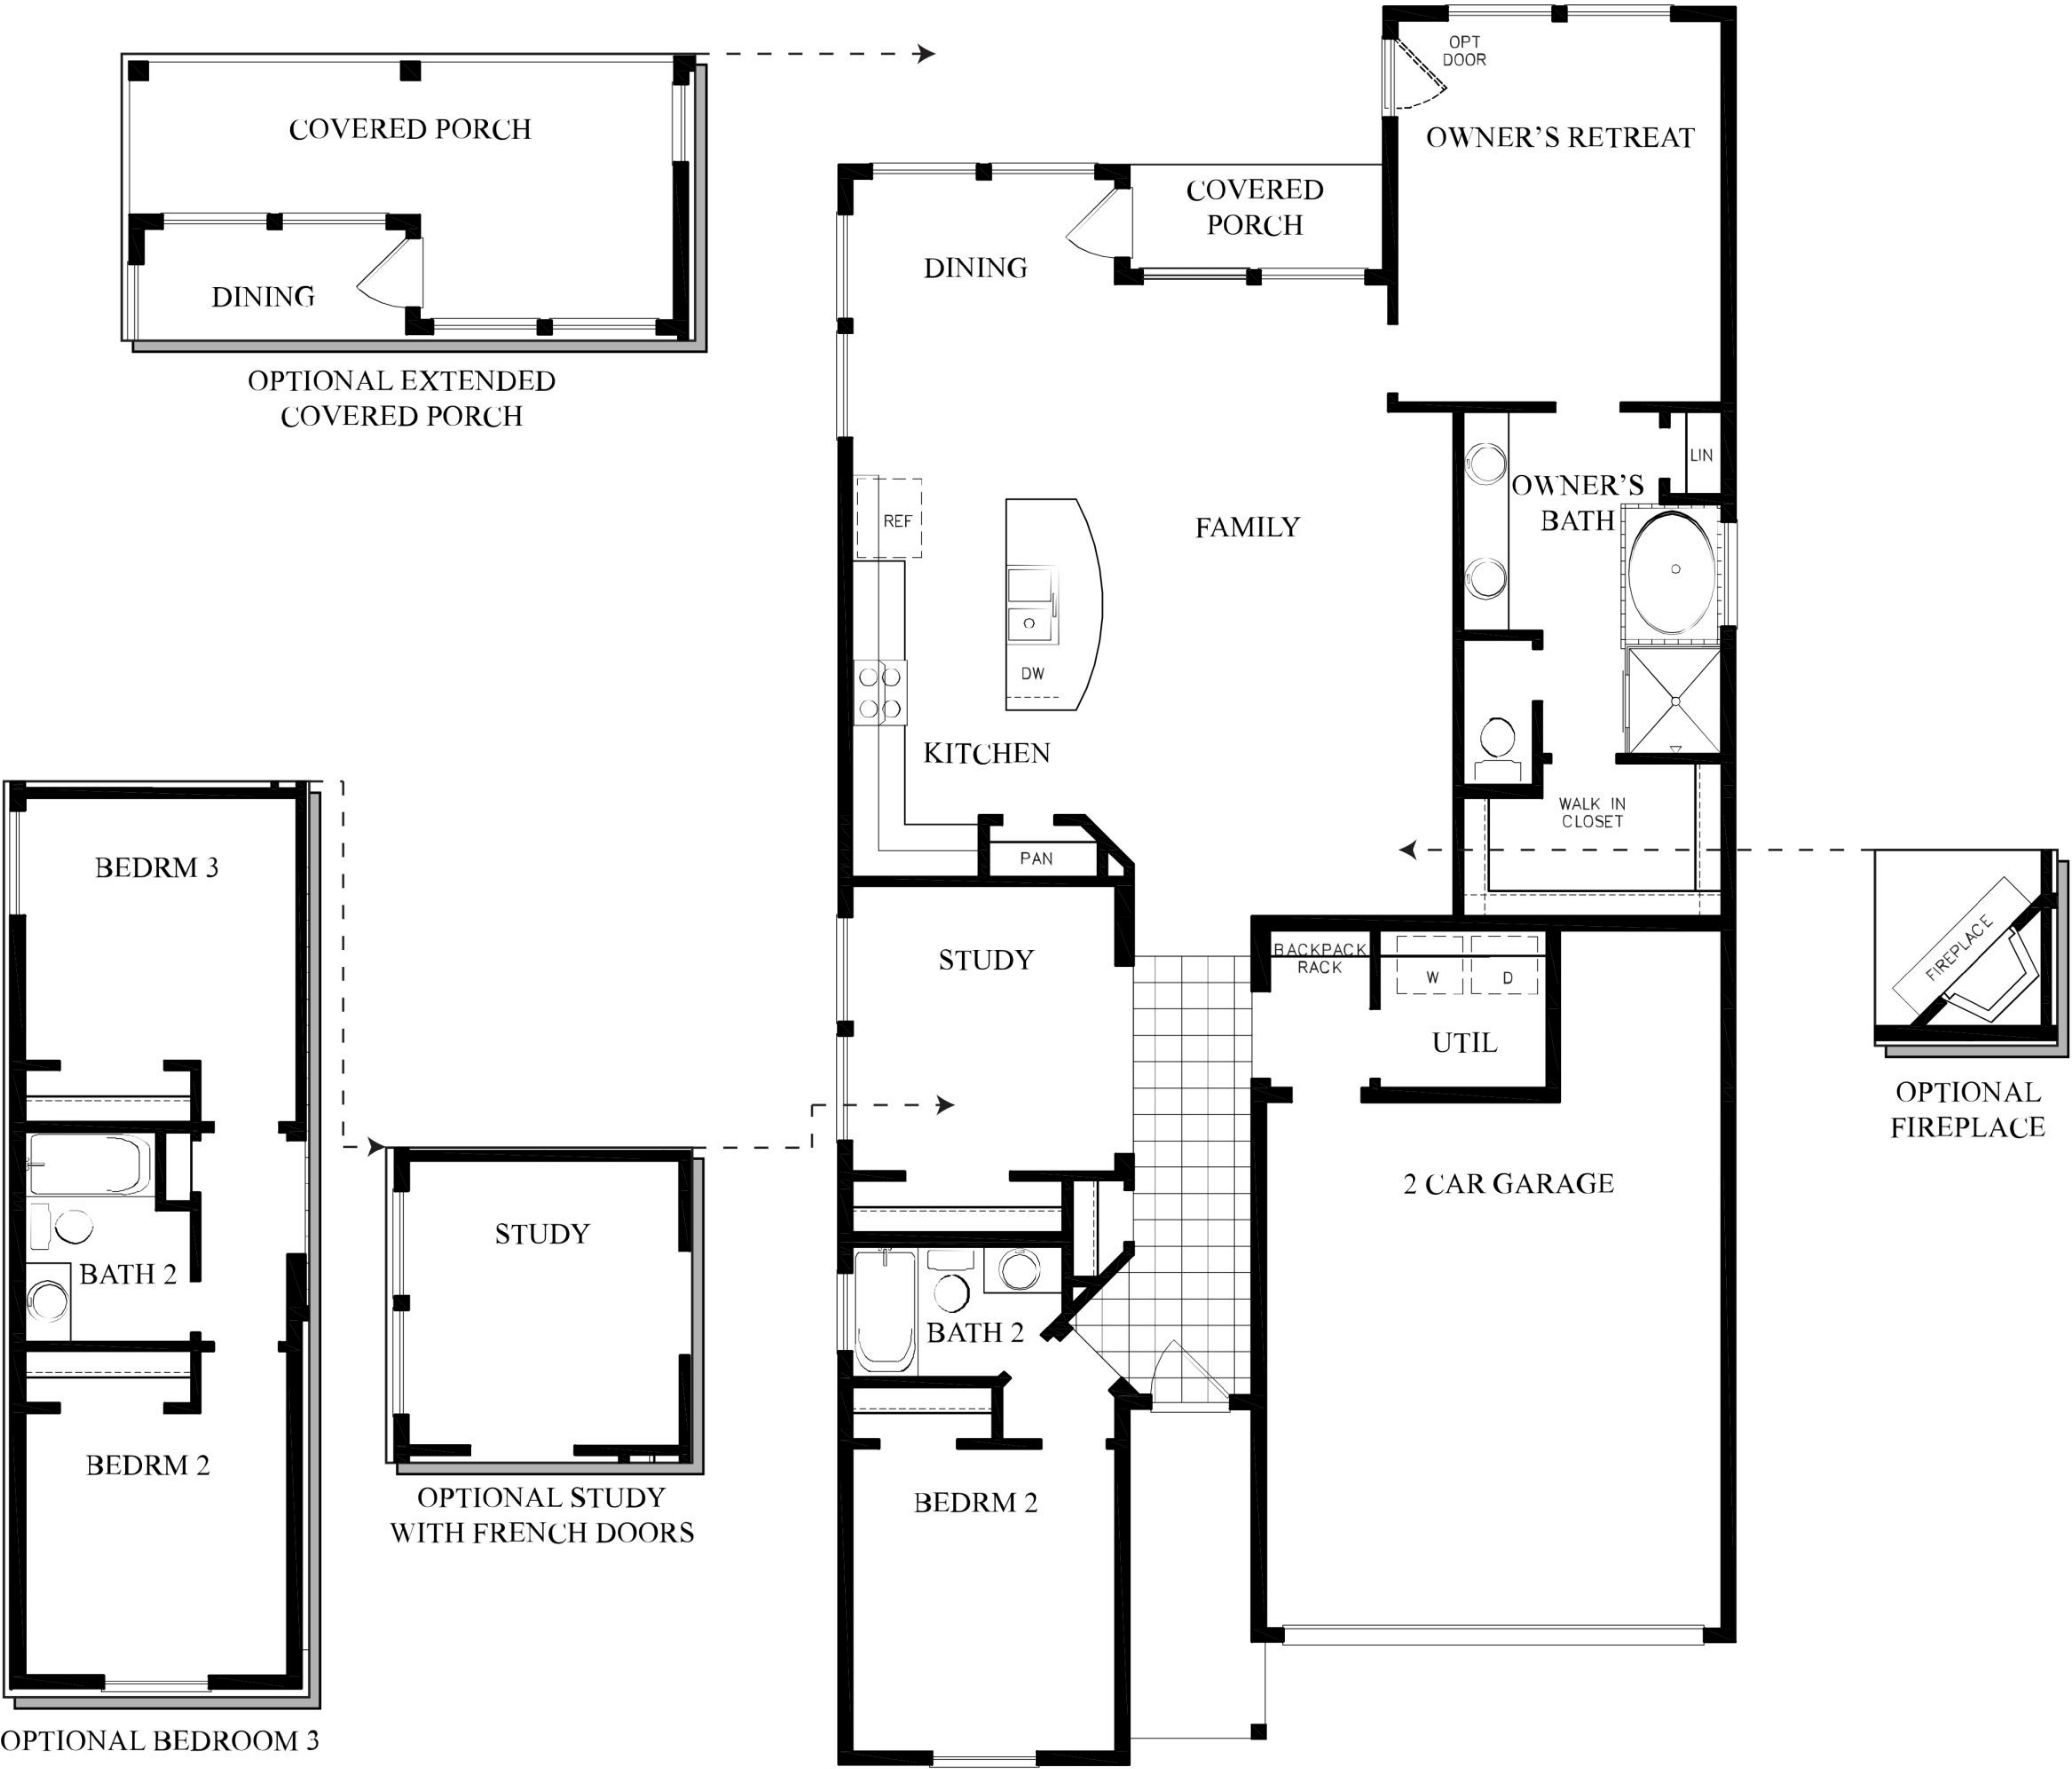 OPT
DOOR
COVERED PORCH
OWNER'S RETREAT
COVERED
PORCH
DINING
DINING
OPTIONAL EXTENDED
COVERED PORCH
LIN
OWNER'S
BATH
REF
FAMILY
DW
KITCHEN
WALK IN
CLOSET
PAN
BEDRM 3
FIREPLACE
STUDY
BACKPACK
RACK
W
D
UTIL
OPTIONAL
FIREPLACE
2 CAR GARAGE
STUDY
BATH 2
BATH 2
BEDRM 2
BEDRM 2
OPTIONAL STUDY
WITH FRENCH DOORS
OPTIONAL BEDROOM 3